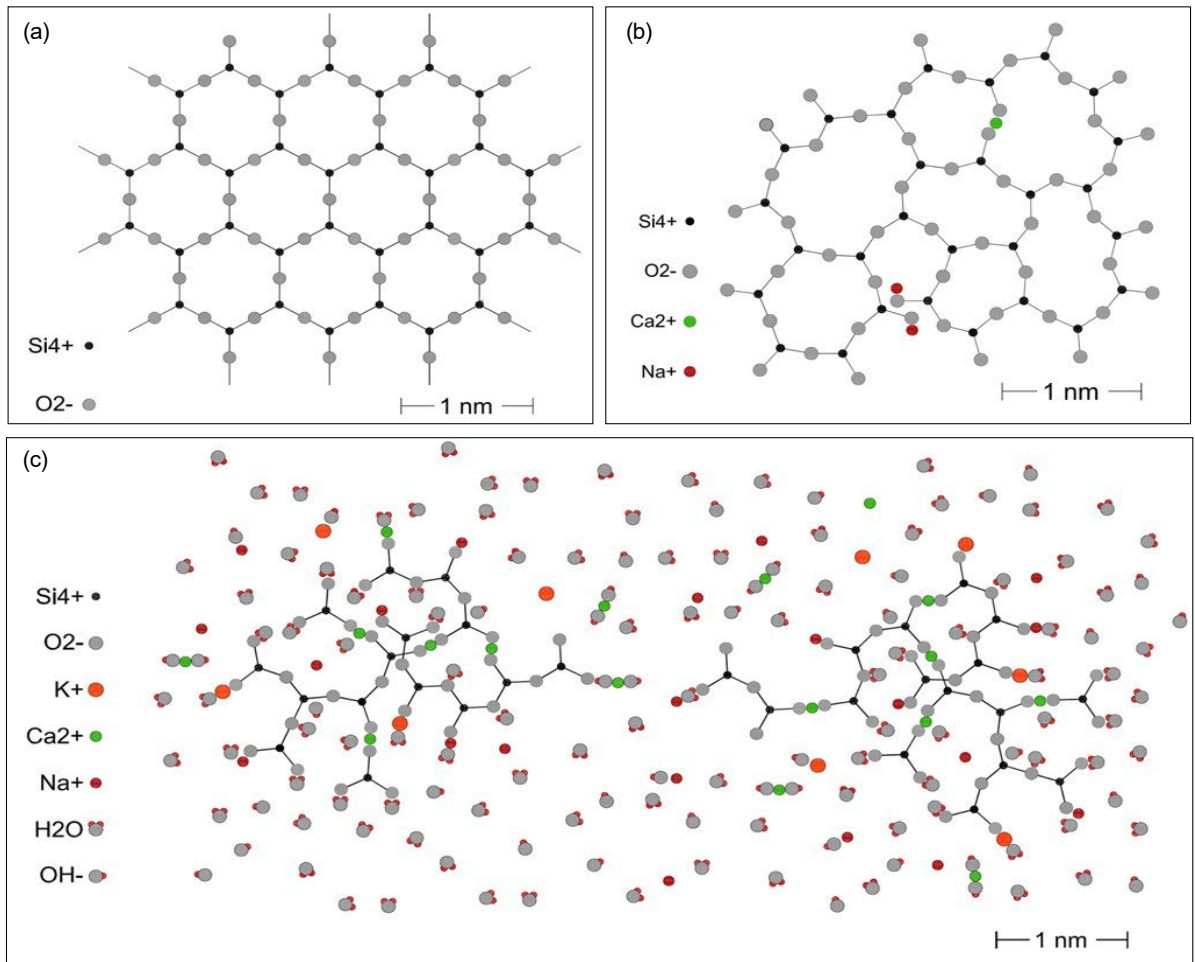 (a)
Si4+
O2-
1 nm
(b)
Si4+
O2-
Ca2+
Na+
1 nm
(c)
Si4+
O2-
K+
Ca2+
Na+
H2O
OH-
1 nm